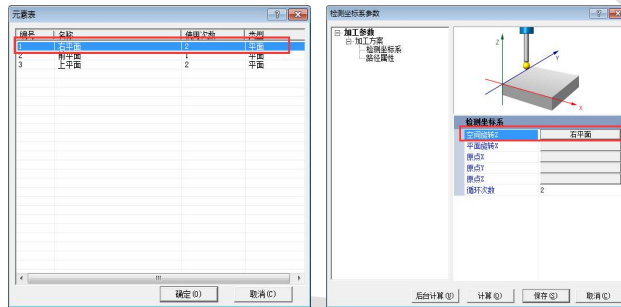 元素表
编号 名称 使用次数 类型
1 右平面 2 平面
2 前平面 1 平面
3 上平面 2 平面
确定(O) 取消(C)
检测坐标系参数
加工参数
加工方案
检测坐标系
路径属性
Z
Y
X
检测坐标系
空间旋转Z 右平面
平面旋转X
原点X
原点Y
原点Z
循环次数 2
后台计算(U) 计算(Q) 保存(S) 取消(C)